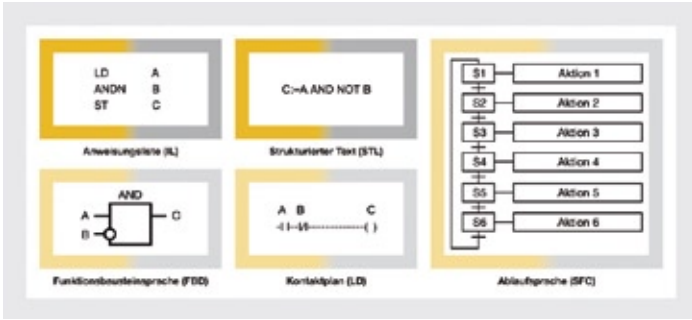 LD A
ANDN B
ST C
Anweisungsliste (IL)
C:=A AND NOT B
Strukturierter Text (STL)
AND
A C
B
Funktionsbausteinsprache (FBD)
A B C
Kontaktplan (LD)
S1 Aktion 1
S2 Aktion 2
S3 Aktion 3
S4 Aktion 4
S5 Aktion 5
S6 Aktion 6
Ablaufsprache (SFC)